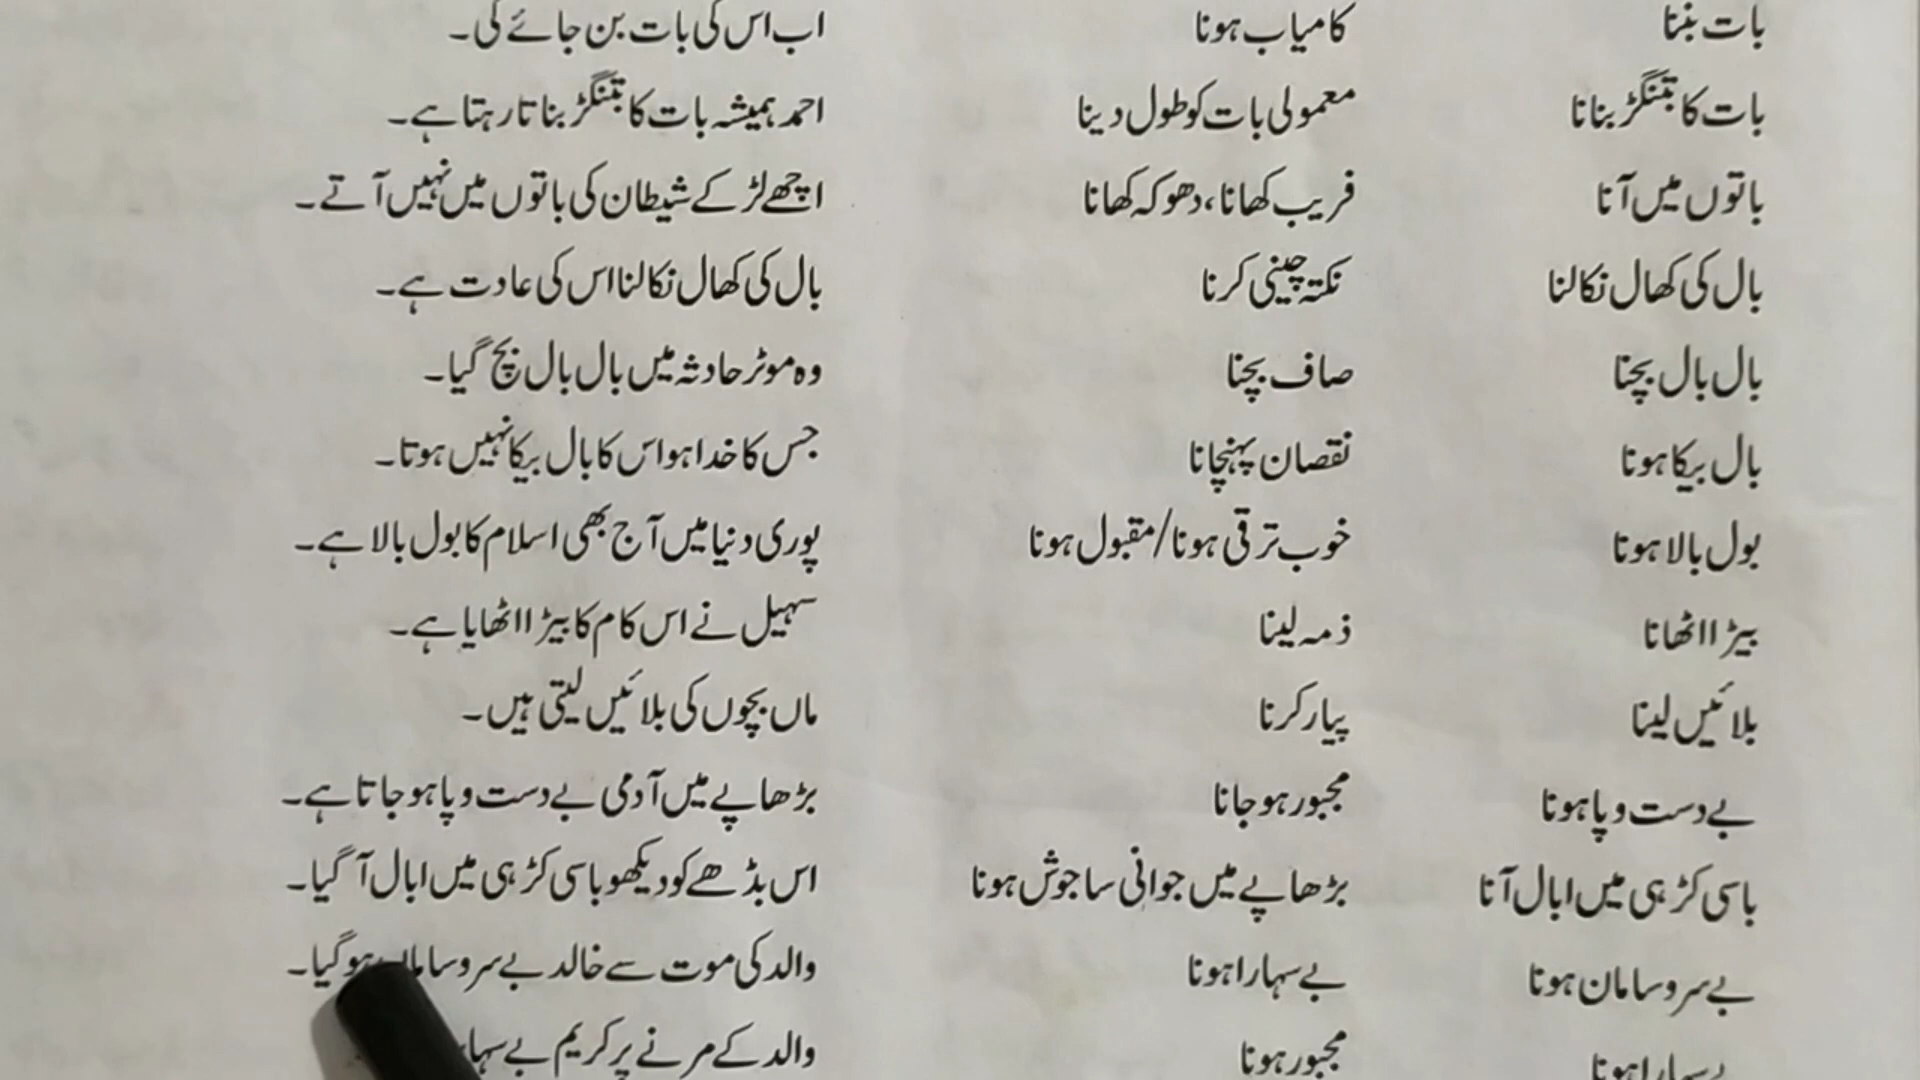 بات بننا کامیاب ہونا اب اس کی بات بن جائے گی۔
بات کا بتنگڑ بنانا معمولی بات کو طول دینا احمد ہمیشہ بات کا بتنگڑ بناتا رہتا ہے۔
باتوں میں آنا فریب کھانا، دھوکہ کھانا اچھے لڑکے شیطان کی باتوں میں نہیں آتے۔
بال کی کھال نکالنا نکتہ چینی کرنا بال کی کھال نکالنا اس کی عادت ہے۔
بال بال بچنا صاف بچنا وہ موٹر حادثہ میں بال بال بچ گیا۔
بال بیکا ہونا نقصان پہنچانا جس کا خدا ہو اس کا بال بیکا نہیں ہوتا۔
بول بالا ہونا خوب ترقی ہونا/مقبول ہونا پوری دنیا میں آج بھی اسلام کا بول بالا ہے۔
بیڑا اٹھانا ذمہ لینا سہیل نے اس کام کا بیڑا اٹھایا ہے۔
بلائیں لینا پیار کرنا ماں بچوں کی بلائیں لیتی ہیں۔
بے دست و پا ہونا مجبور ہو جانا بڑھاپے میں آدمی بے دست و پا ہو جاتا ہے۔
باسی کڑھی میں ابال آنا بڑھاپے میں جوانی سا جوش ہونا اس بڈھے کو دیکھو باسی کڑھی میں ابال آ گیا۔
بے سروسامان ہونا بے سہارا ہونا والد کی موت سے خالد بے سروسامان ہو گیا۔
بے سہارا ہونا مجبور ہونا والد کے مرنے پر کریم